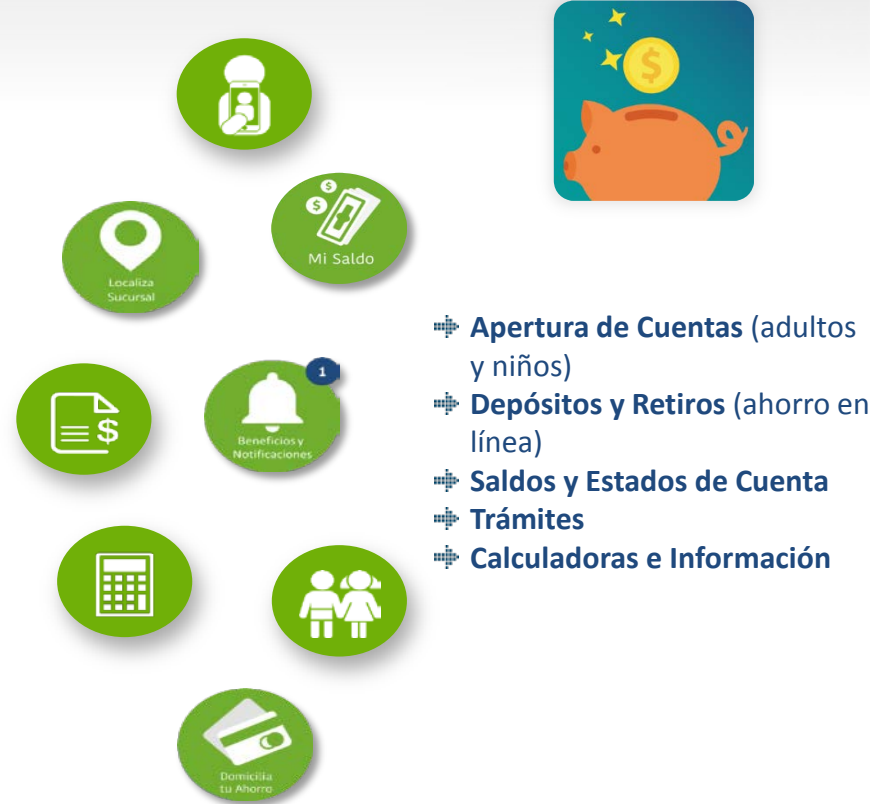 $
$
$
Mi Saldo
Localiza
Sucursal
Apertura de Cuentas (adultos
y niños)
Depósitos y Retiros (ahorro en
línea)
Saldos y Estados de Cuenta
Trámites
Calculadoras e Información
$
1
Beneficios y
Notificaciones
Domicilia
tu Ahorro